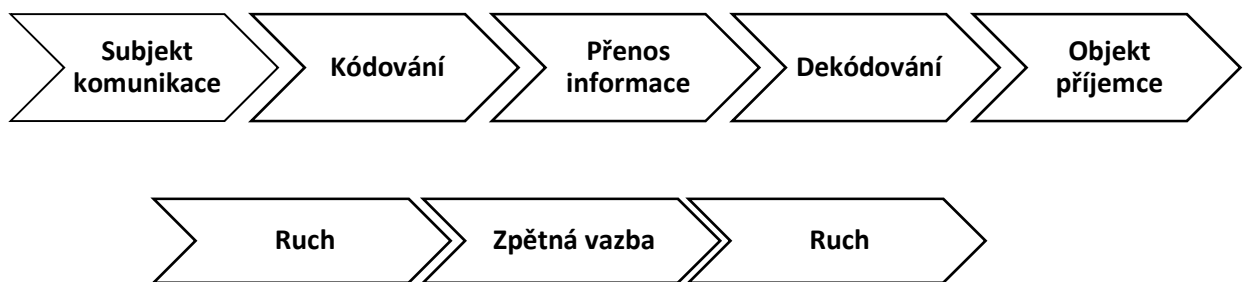 Subjekt
komunikace
Kódování
Přenos
informace
Dekódování
Objekt
příjemce
Ruch
Zpětná vazba
Ruch